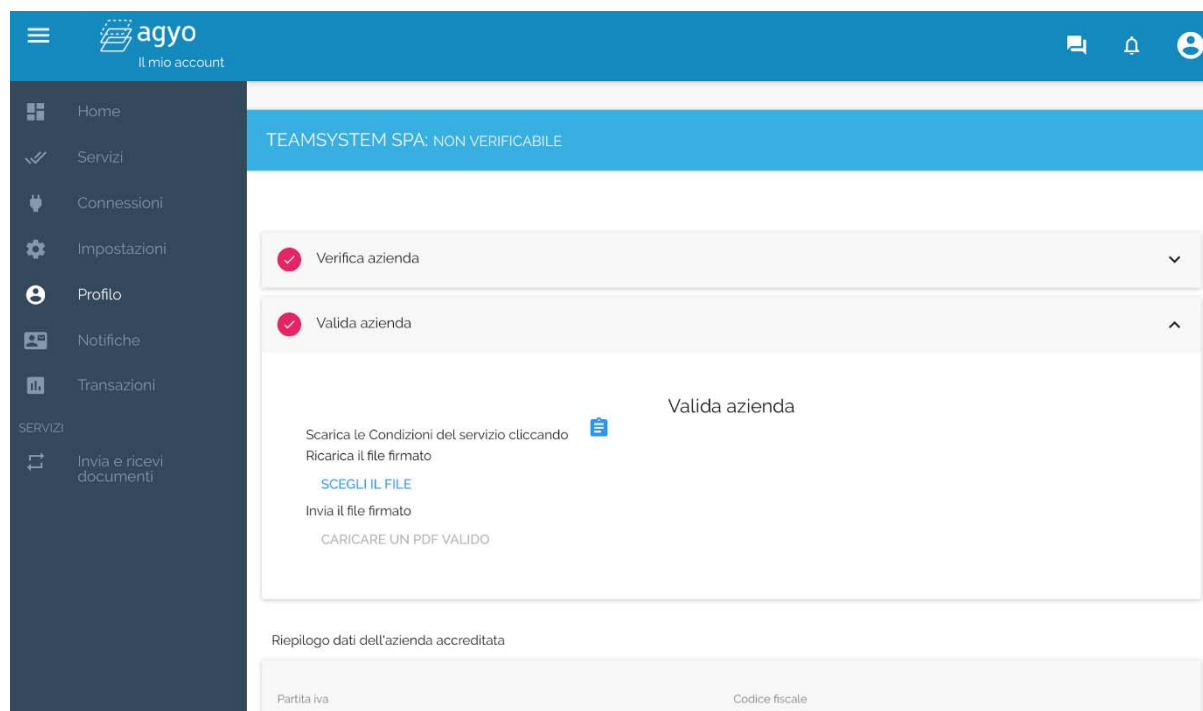 agyo
Il mio account
Home
Servizi
Connessioni
Impostazioni
Profilo
Notifiche
Transazioni
SERVIZI
Invia e ricevi
documenti
TEAMSYSTEM SPA: NON VERIFICABILE
Verifica azienda
Valida azienda
Valida azienda
Scarica le Condizioni del servizio cliccando
Ricarica il file firmato
SCEGLI IL FILE
Invia il file firmato
CARICARE UN PDF VALIDO
Riepilogo dati dell'azienda accreditata
Partita iva
Codice fiscale